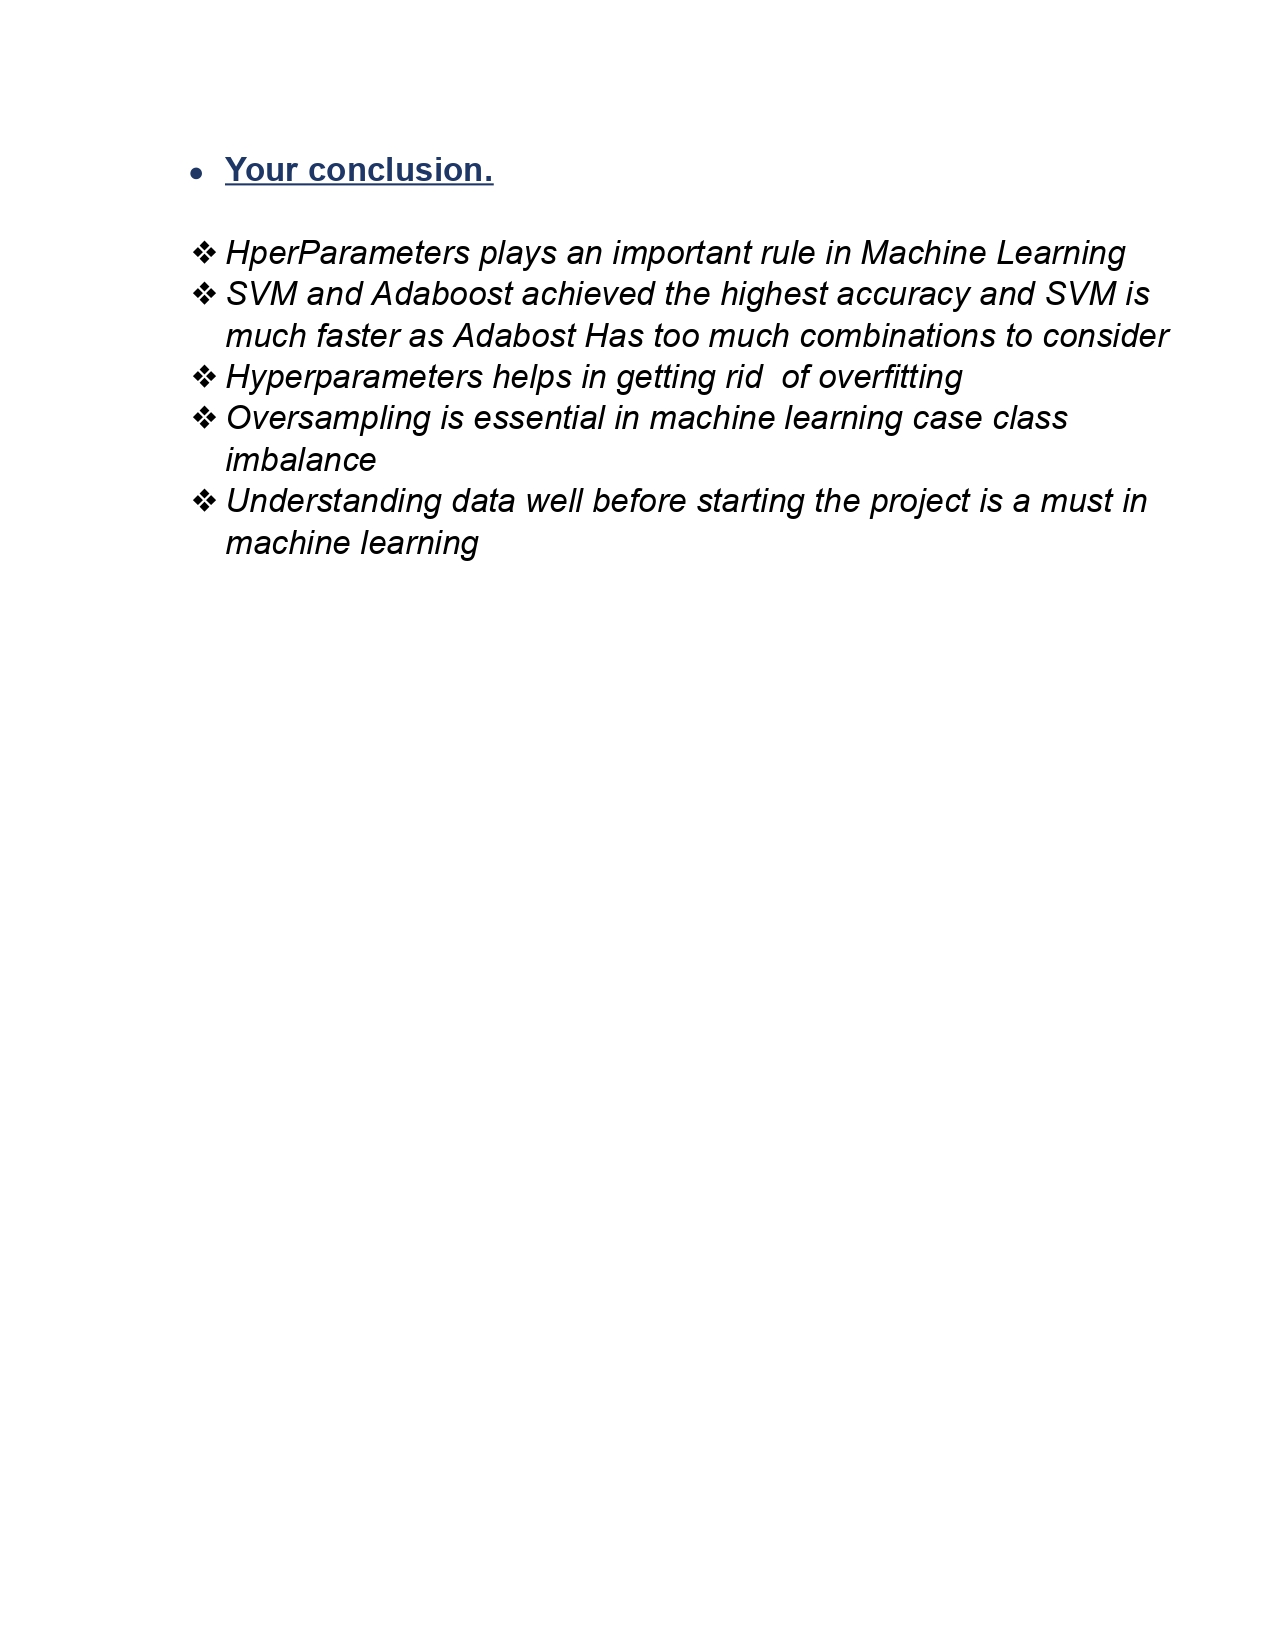 ● Your conclusion.
❖ HperParameters plays an important rule in Machine Learning
❖ SVM and Adaboost achieved the highest accuracy and SVM is
much faster as Adabost Has too much combinations to consider
❖ Hyperparameters helps in getting rid  of overfitting
❖ Oversampling is essential in machine learning case class
imbalance
❖ Understanding data well before starting the project is a must in
machine learning